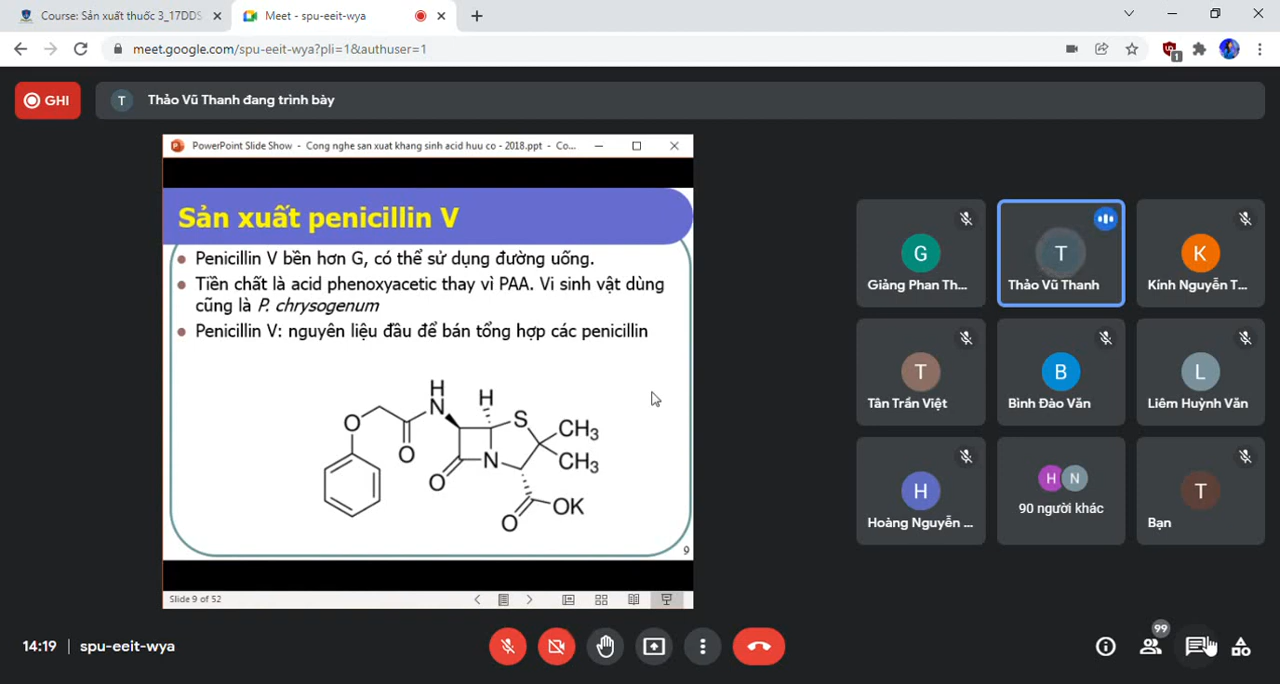 Course: Sản xuất thuốc 3_17DDS
Meet - spu-eeit-wya
meet.google.com/spu-eeit-wya?pli=1&authuser=1
1
GHI
T
Thảo Vũ Thanh đang trình bày
PowerPoint Slide Show - Cong nghe san xuat khang sinh acid huu co - 2018.ppt - Co...
Sản xuất penicillin V
Penicillin V bền hơn G, có thể sử dụng đường uống.
Tiền chất là acid phenoxyacetic thay vì PAA. Vi sinh vật dùng
cũng là P. chrysogenum
Penicillin V: nguyên liệu đầu để bán tổng hợp các penicillin
H
N
H
S
CH3
CH3
O
O
N
O
O
OK
9
Slide 9 of 52
G
Giảng Phan Th...
T
Thảo Vũ Thanh
K
Kính Nguyễn T...
T
Tân Trần Việt
B
Bình Đào Văn
L
Liêm Huỳnh Văn
H
Hoàng Nguyễn ...
H N
90 người khác
T
Bạn
14:19 | spu-eeit-wya
99